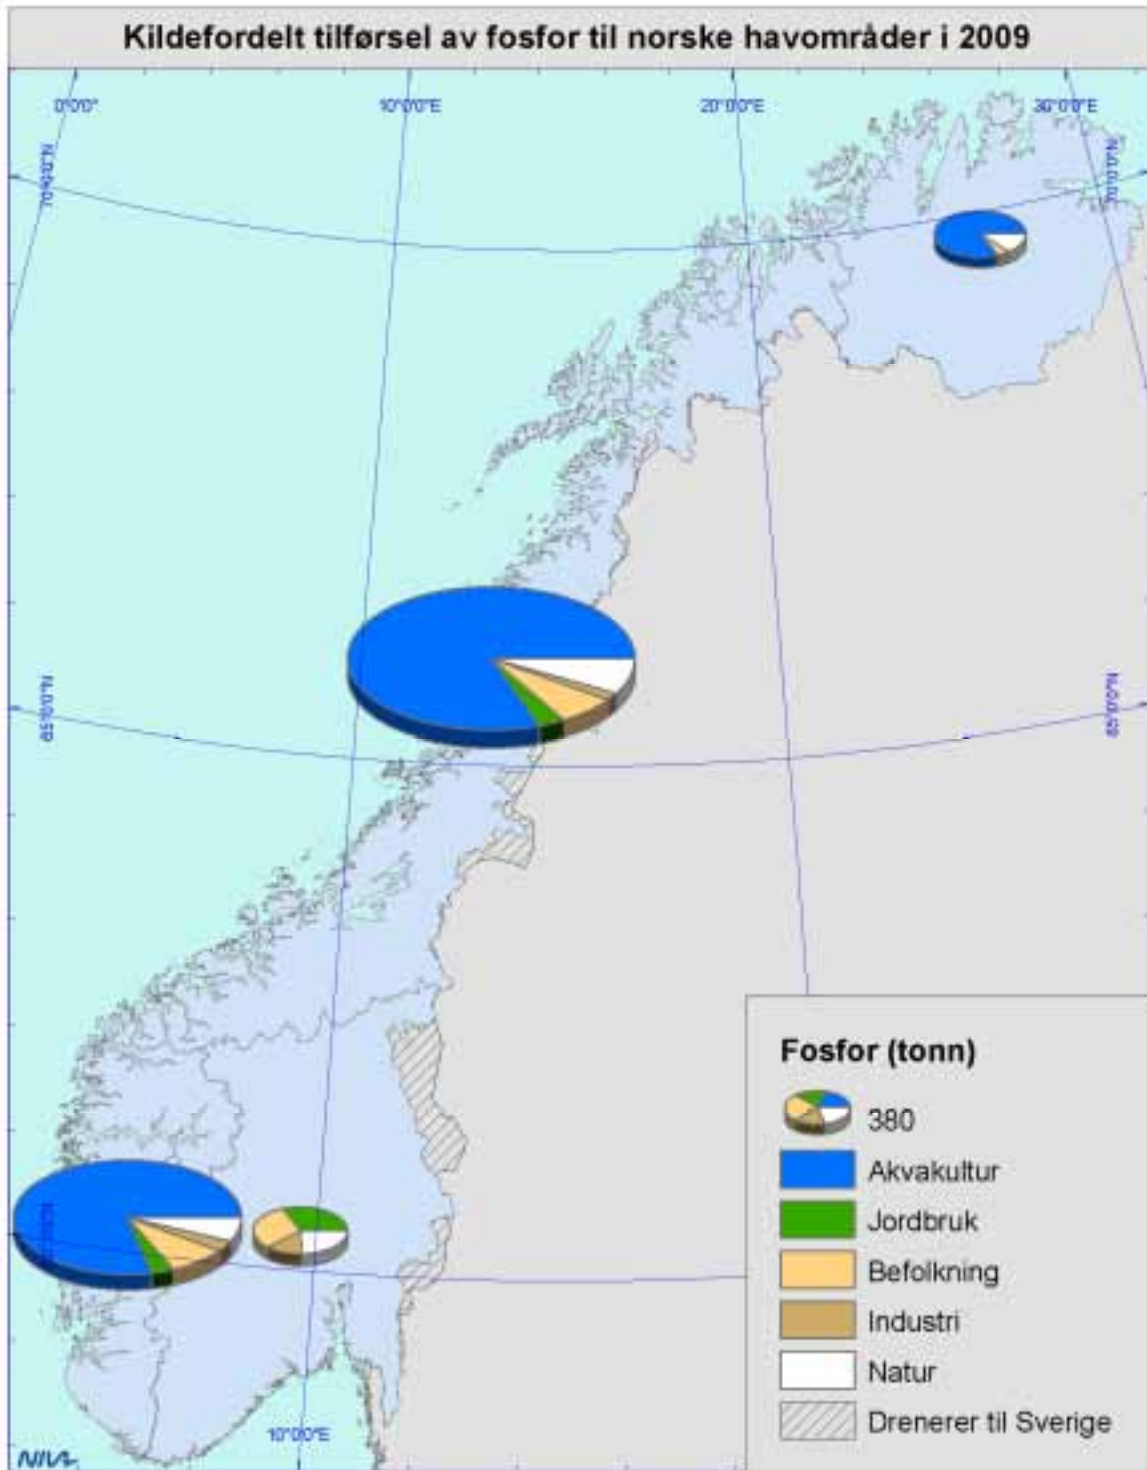 Kildefordelt tilførsel av fosfor til norske havområder i 2009
0°0'0"
10°0'0"E
20°0'0"E
30°0'0"E
70°0'0"N
70°0'0"N
65°0'0"N
65°0'0"N
10°0'0"E
Fosfor (tonn)
380
Akvakultur
Jordbruk
Befolkning
Industri
Natur
Drenerer til Sverige
NIVA